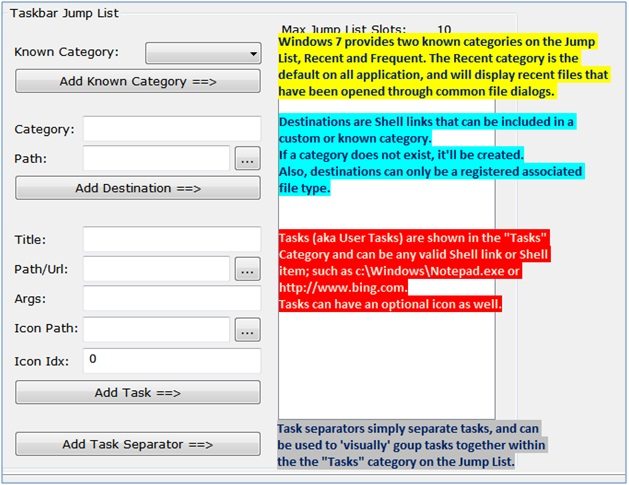 Taskbar Jump List
Max Jump List Slots: 10
Known Category:
Windows 7 provides two known categories on the Jump
List, Recent and Frequent. The Recent category is the
default on all application, and will display recent files that
have been opened through common file dialogs.
Add Known Category ==>
Category:
Destinations are Shell links that can be included in a
custom or known category.
If a category does not exist, it'll be created.
Also, destinations can only be a registered associated
file type.
Path:
...
Add Destination ==>
Title:
Tasks (aka User Tasks) are shown in the "Tasks"
Category and can be any valid Shell link or Shell
item; such as c:\Windows\Notepad.exe or
http://www.bing.com.
Tasks can have an optional icon as well.
Path/Url:
...
Args:
Icon Path:
...
Icon Idx:
0
Add Task ==>
Add Task Separator ==>
Task separators simply separate tasks, and can
be used to 'visually' goup tasks together within
the the "Tasks" category on the Jump List.